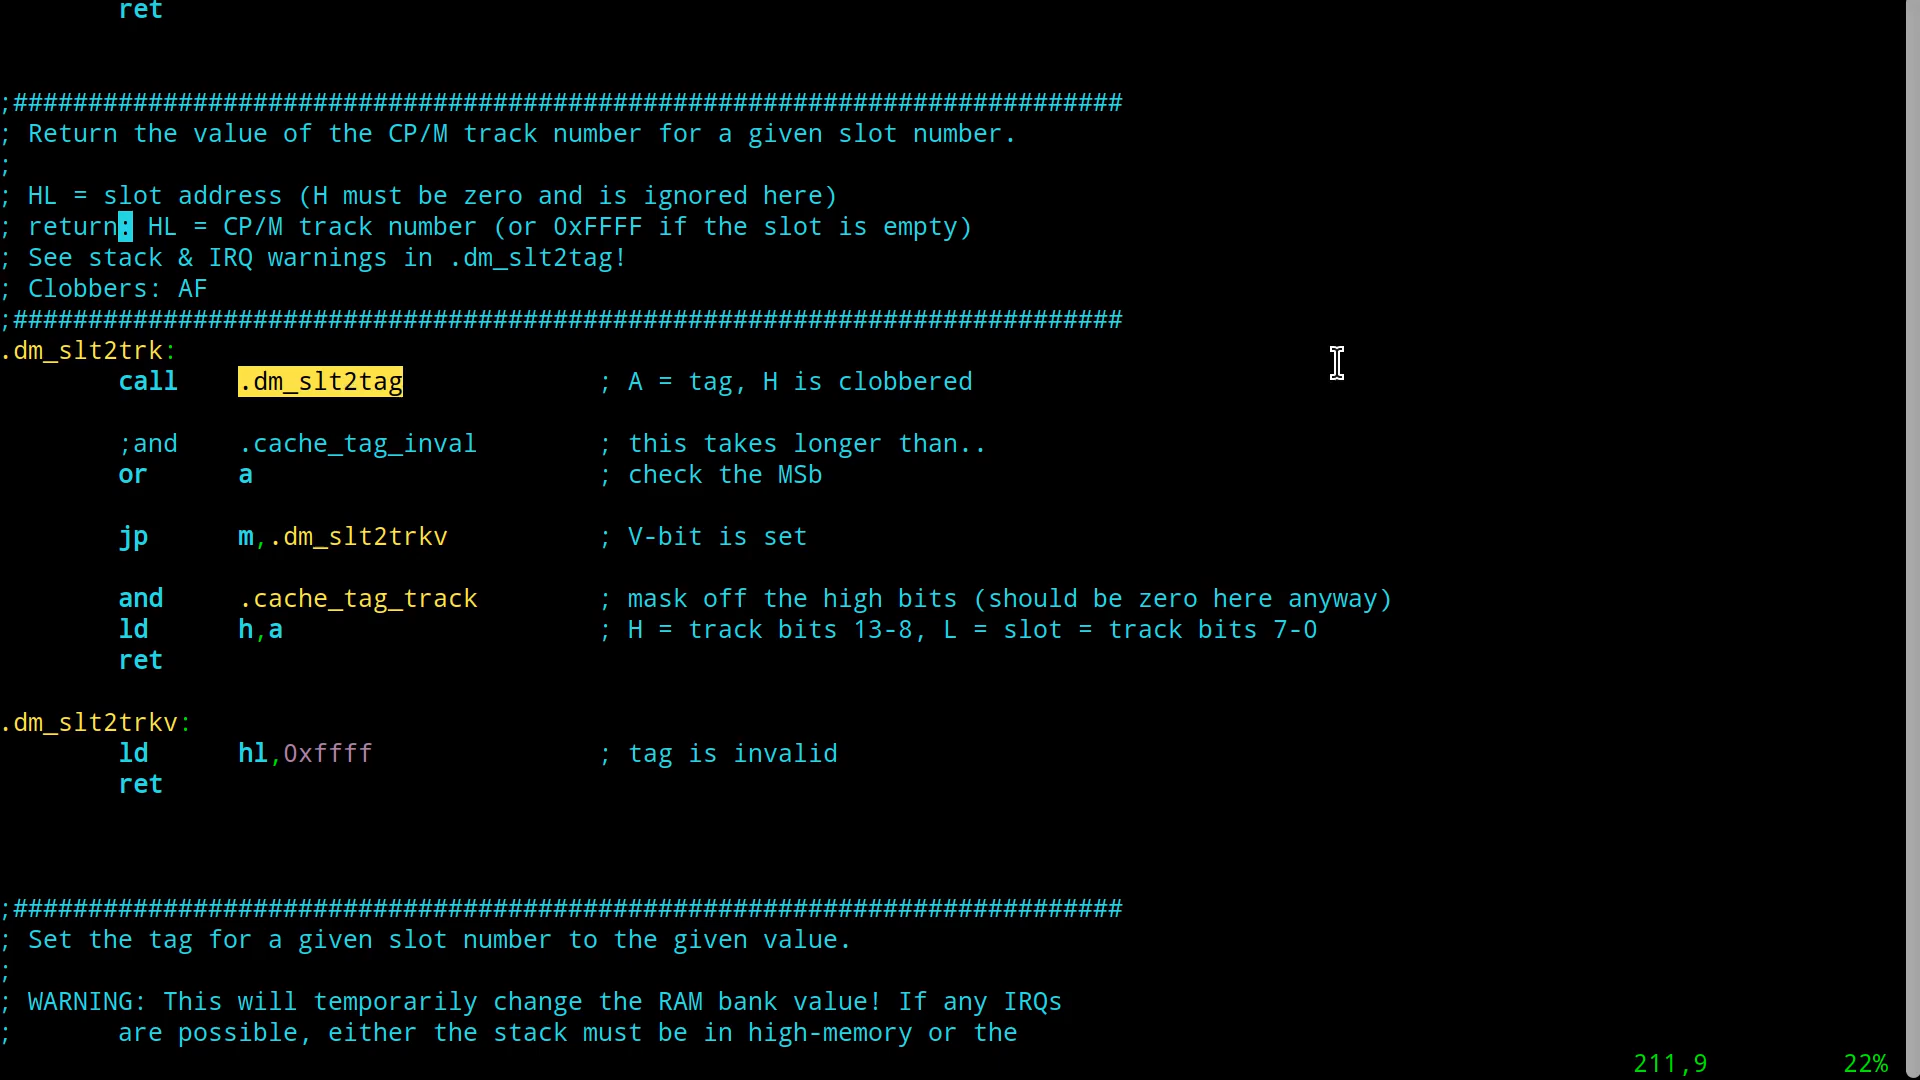 ret
;##########################################################################
; Return the value of the CP/M track number for a given slot number.
;
; HL = slot address (H must be zero and is ignored here)
; return: HL = CP/M track number (or 0xFFFF if the slot is empty)
; See stack & IRQ warnings in .dm_slt2tag!
; Clobbers: AF
;##########################################################################
.dm_slt2trk:
        call    .dm_slt2tag             ; A = tag, H is clobbered
        ;and    .cache_tag_inval        ; this takes longer than..
        or      a                       ; check the MSb
        jp      m,.dm_slt2trkv          ; V-bit is set
        and     .cache_tag_track        ; mask off the high bits (should be zero here anyway)
        ld      h,a                     ; H = track bits 13-8, L = slot = track bits 7-0
        ret
.dm_slt2trkv:
        ld      hl,0xffff               ; tag is invalid
        ret
;##########################################################################
; Set the tag for a given slot number to the given value.
;
; WARNING: This will temporarily change the RAM bank value! If any IRQs
;       are possible, either the stack must be in high-memory or the
211,9         22%